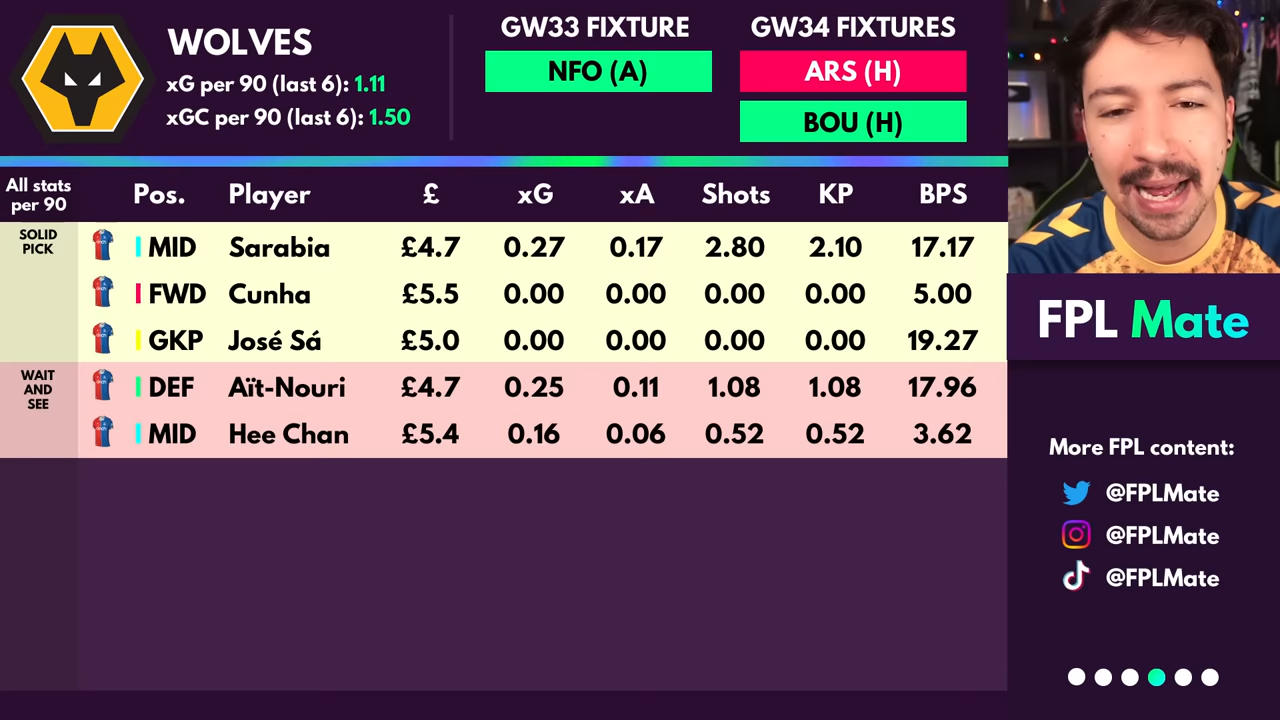 WOLVES
xG per 90 (last 6): 1.11
xGC per 90 (last 6): 1.50
GW33 FIXTURE
NFO (A)
GW34 FIXTURES
ARS (H)
BOU (H)
All stats per 90
Pos. Player £ xG xA Shots KP BPS
SOLID PICK
MID Sarabia £4.7 0.27 0.17 2.80 2.10 17.17
FWD Cunha £5.5 0.00 0.00 0.00 0.00 5.00
GKP José Sá £5.0 0.00 0.00 0.00 0.00 19.27
WAIT AND SEE
DEF Aït-Nouri £4.7 0.25 0.11 1.08 1.08 17.96
MID Hee Chan £5.4 0.16 0.06 0.52 0.52 3.62
FPL Mate
More FPL content:
@FPLMate
@FPLMate
@FPLMate